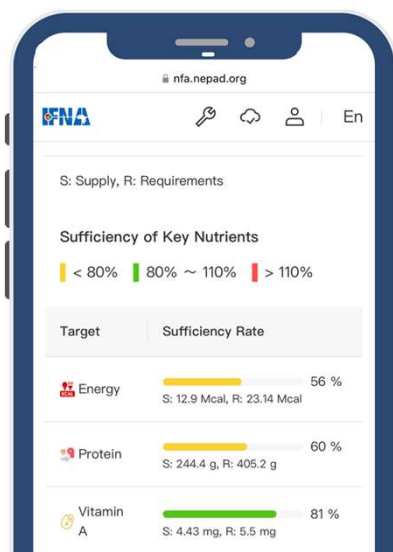 nfa.nepad.org
IFNA
En
S: Supply, R: Requirements
Sufficiency of Key Nutrients
< 80% 80% ~ 110% > 110%
Target Sufficiency Rate
Energy 56 %
KCAL S: 12.9 Mcal, R: 23.14 Mcal
Protein 60 %
S: 244.4 g, R: 405.2 g
Vitamin A 81 %
S: 4.43 mg, R: 5.5 mg